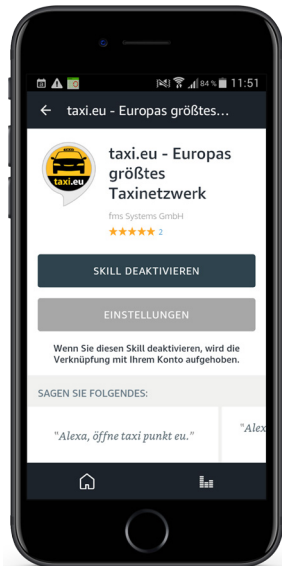 84 % 11:51
taxi.eu - Europas größtes...
taxi.eu
taxi.eu - Europas
größtes
Taxinetzwerk
fms Systems GmbH
2
SKILL DEAKTIVIEREN
EINSTELLUNGEN
Wenn Sie diesen Skill deaktivieren, wird die
Verknüpfung mit Ihrem Konto aufgehoben.
SAGEN SIE FOLGENDES:
"Alexa, öffne taxi punkt eu."
"Alex